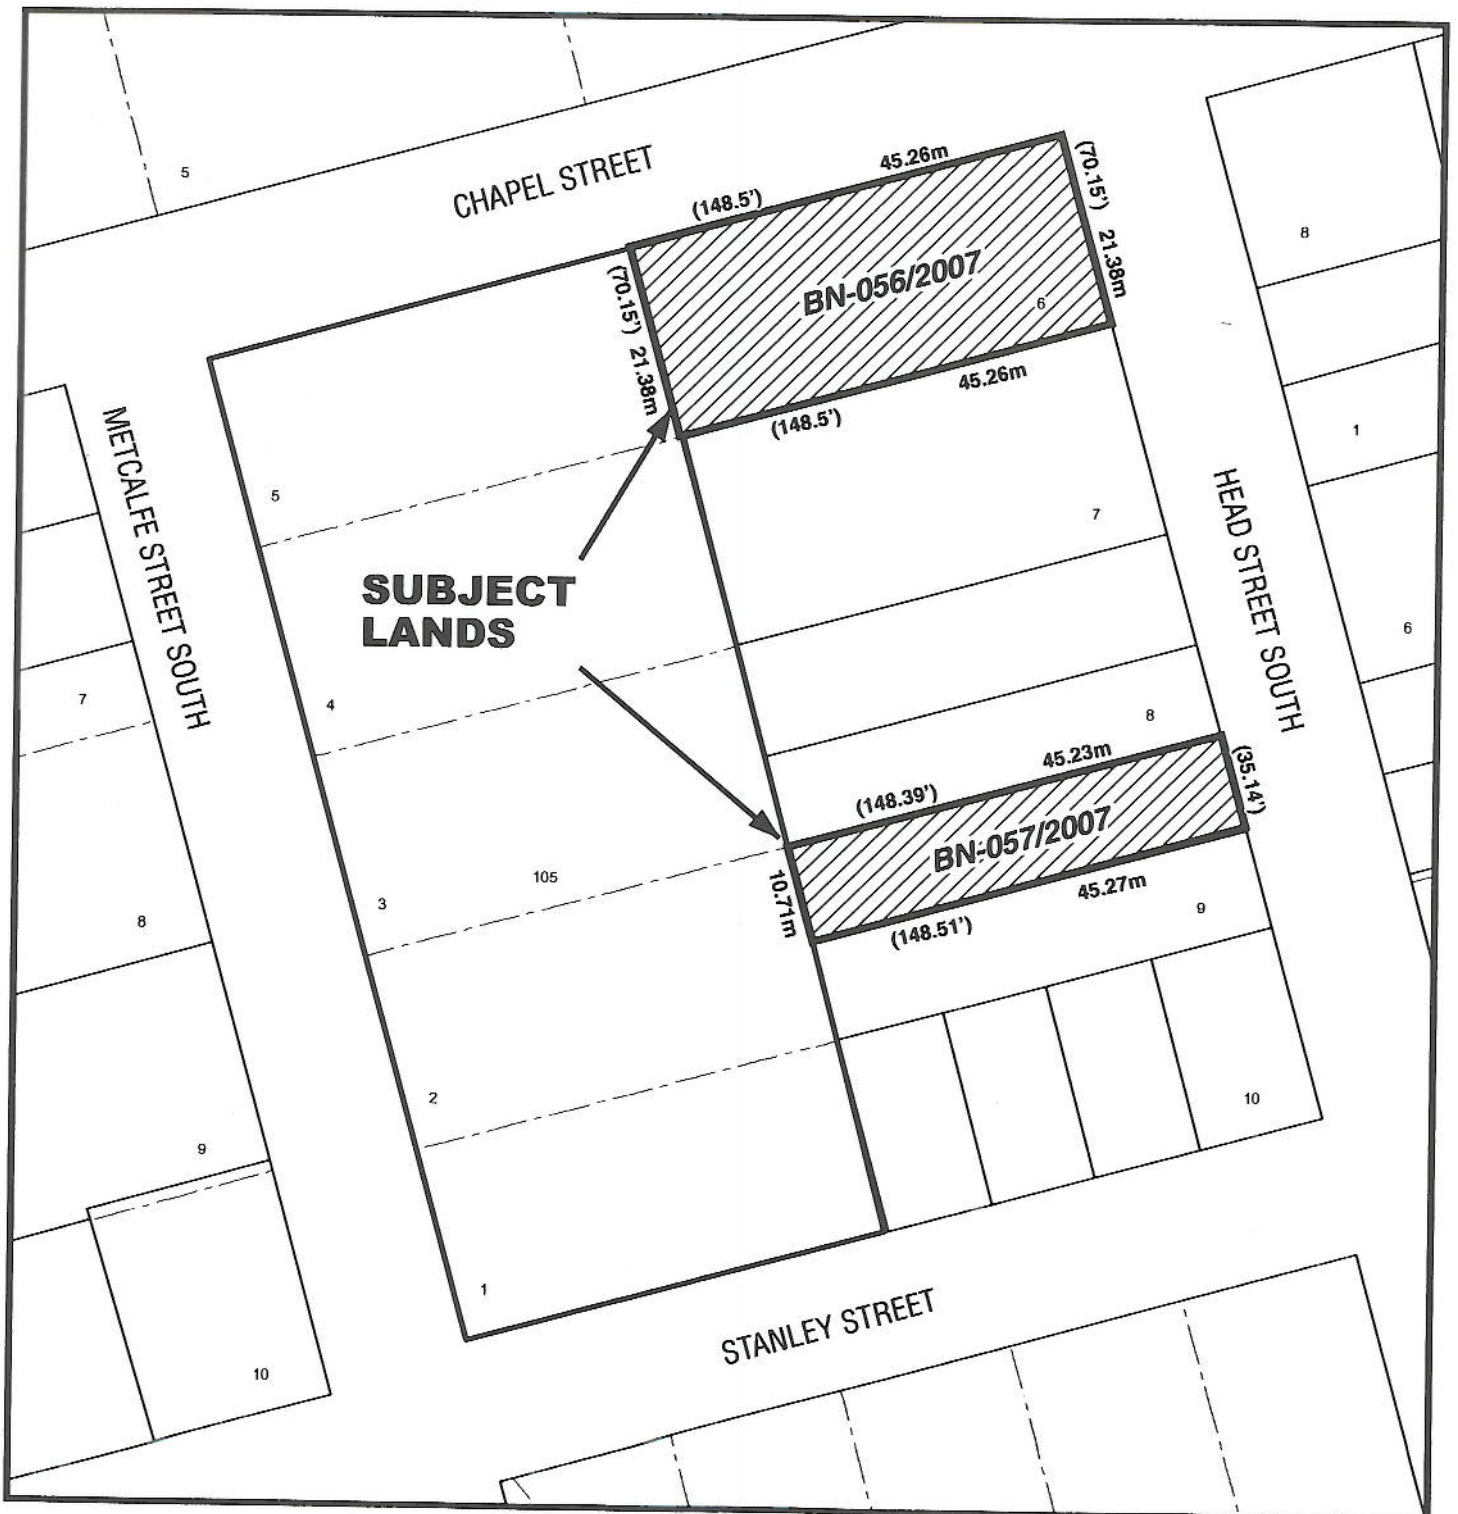 5
CHAPEL STREET
(148.5')
45.26m
(70.15')
21.38m
8
(70.15')
21.38m
BN-056/2007
6
45.26m
(148.5')
METCALFE STREET SOUTH
5
7
HEAD STREET SOUTH
1
SUBJECT
LANDS
4
8
6
7
45.23m
(35.14')
(148.39')
BN-057/2007
10.71m
45.27m
(148.51')
3
105
9
8
2
10
9
1
STANLEY STREET
10